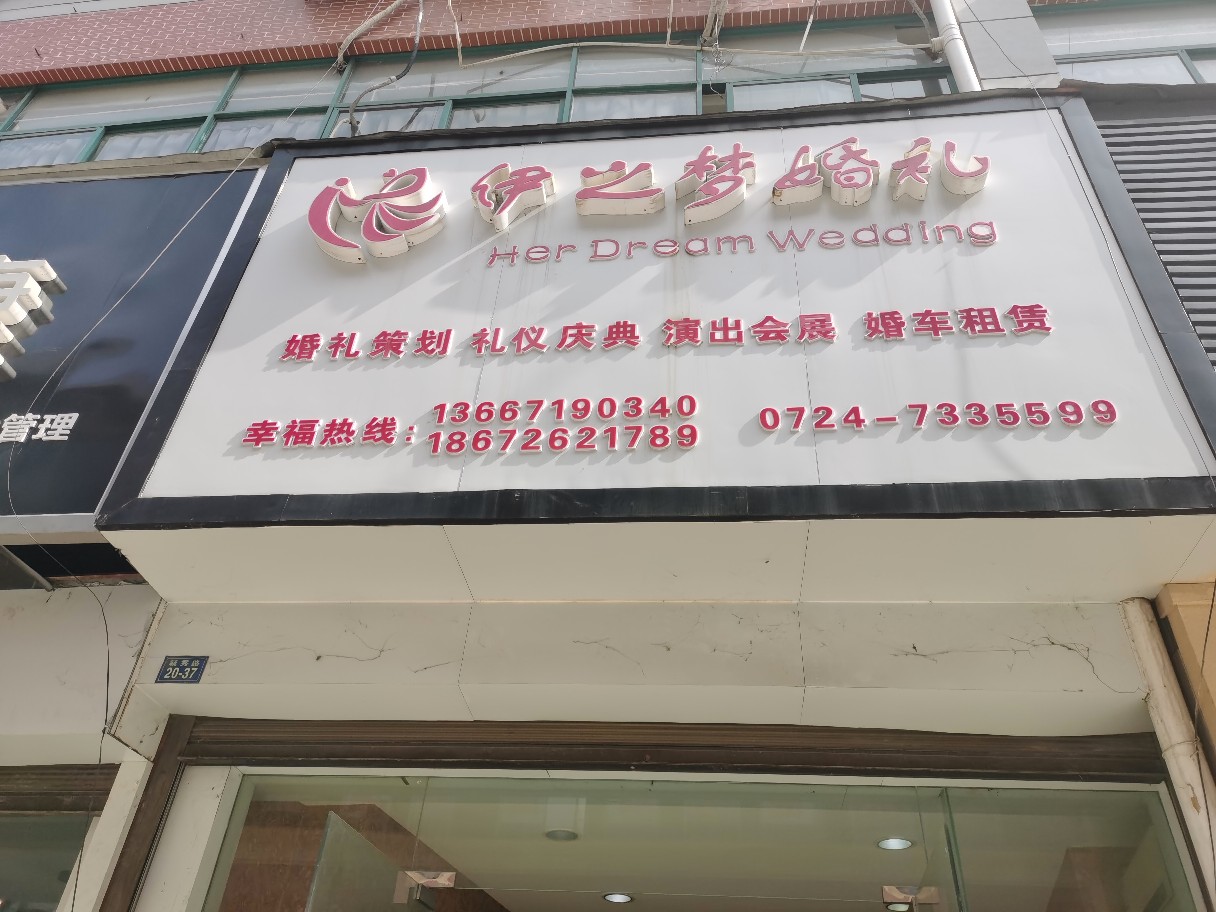 伊之梦婚礼
Her Dream Wedding
婚礼策划 礼仪庆典 演出会展 婚车租赁
幸福热线:
13667190340
18672621789
0724-7335599
管理
20-37